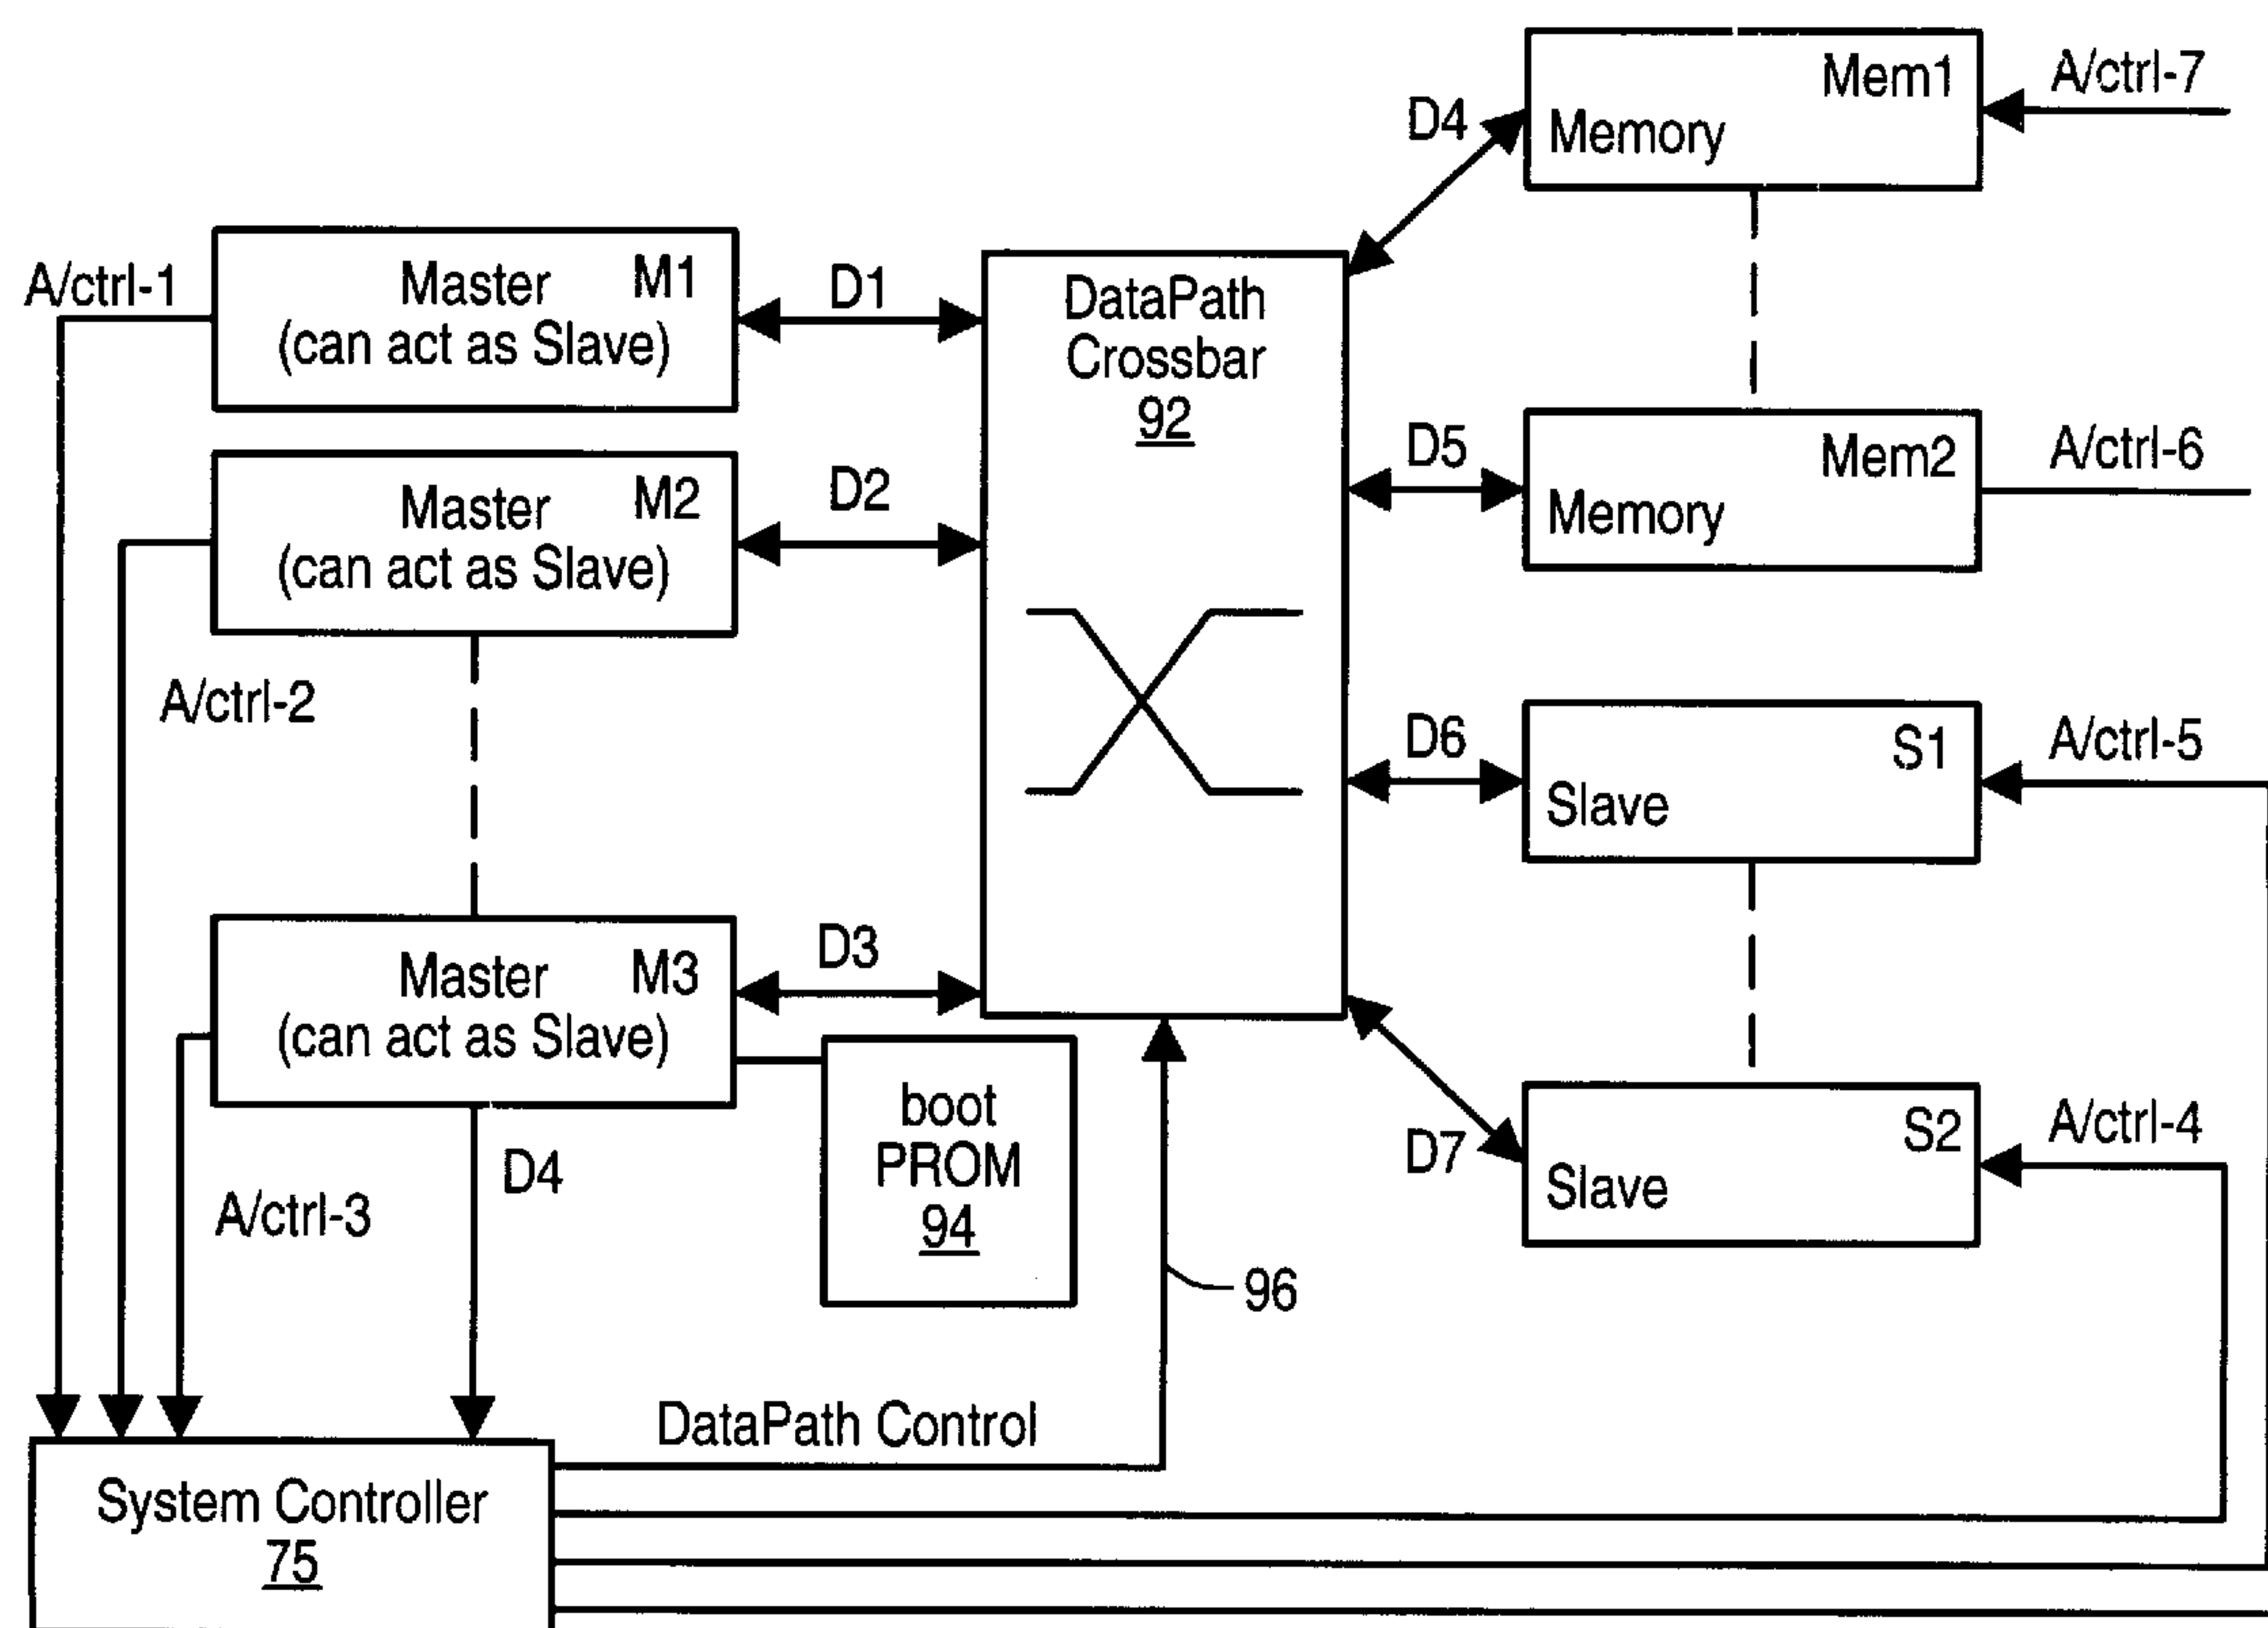 Mem1
Memory
A/ctrl-7
D4
A/ctrl-1
Master M1
(can act as Slave)
D1
DataPath
Crossbar
92
D5
Mem2
Memory
A/ctrl-6
Master M2
(can act as Slave)
D2
A/ctrl-2
D6
S1
Slave
A/ctrl-5
Master M3
(can act as Slave)
D3
boot
PROM
94
D4
A/ctrl-3
D7
S2
Slave
A/ctrl-4
96
DataPath Control
System Controller
75